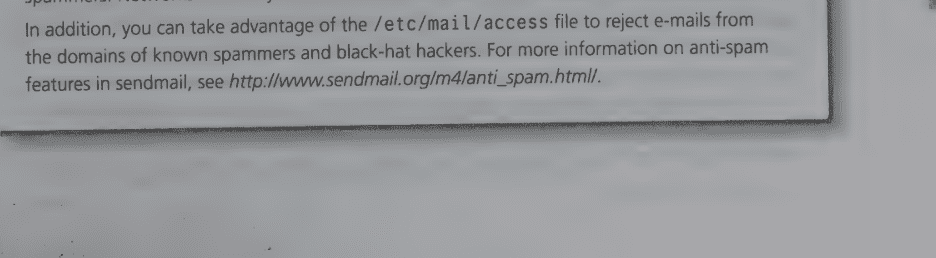 In addition, you can take advantage of the /etc/mail/access file to reject e-mails from
the domains of known spammers and black-hat hackers. For more information on anti-spam
features in sendmail, see http://www.sendmail.org/m4/anti_spam.html/.